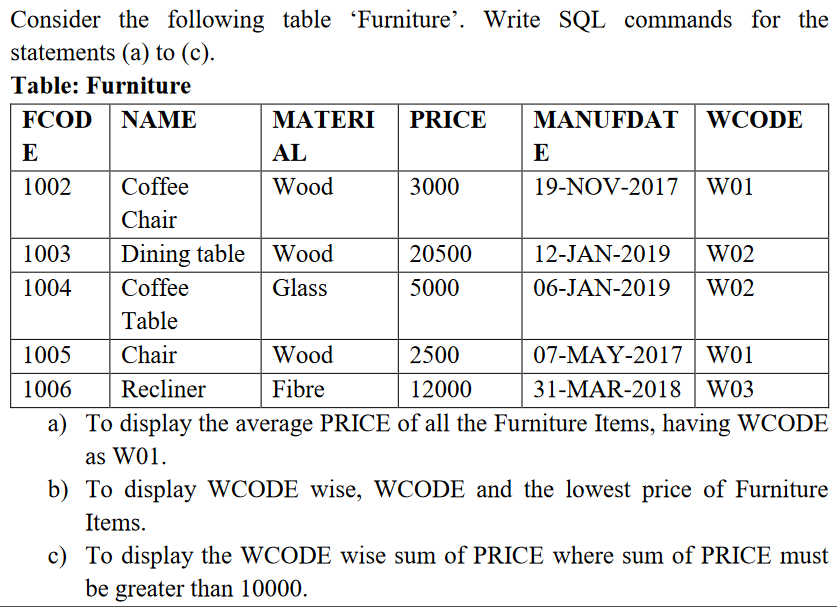 Consider the following table ‘Furniture’. Write SQL commands for the
statements (a) to (c).
Table: Furniture
FCOD NAME MATERI PRICE MANUFDAT WCODE
E AL E
1002 Coffee Wood 3000 19-NOV-2017 W01
Chair
1003 Dining table Wood 20500 12-JAN-2019 W02
1004 Coffee Glass 5000 06-JAN-2019 W02
Table
1005 Chair Wood 2500 07-MAY-2017 W01
1006 Recliner Fibre 12000 31-MAR-2018 W03
a) To display the average PRICE of all the Furniture Items, having WCODE
as W01.
b) To display WCODE wise, WCODE and the lowest price of Furniture
Items.
c) To display the WCODE wise sum of PRICE where sum of PRICE must
be greater than 10000.